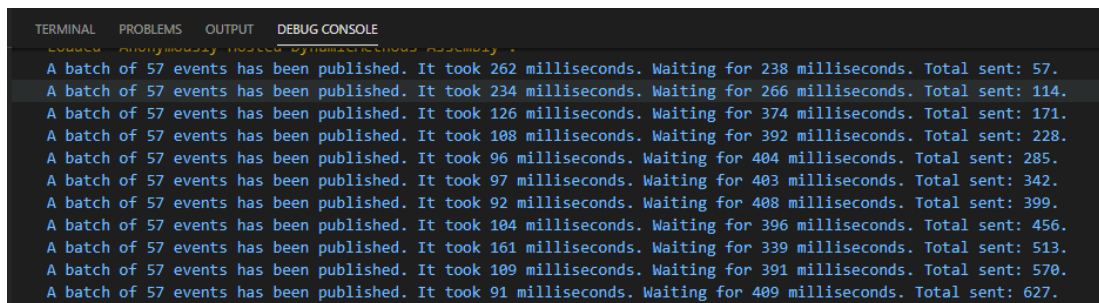 TERMINAL PROBLEMS OUTPUT DEBUG CONSOLE
Loaded 'Anonymously Hosted DynamicMethods Assembly'.
A batch of 57 events has been published. It took 262 milliseconds. Waiting for 238 milliseconds. Total sent: 57.
A batch of 57 events has been published. It took 234 milliseconds. Waiting for 266 milliseconds. Total sent: 114.
A batch of 57 events has been published. It took 126 milliseconds. Waiting for 374 milliseconds. Total sent: 171.
A batch of 57 events has been published. It took 108 milliseconds. Waiting for 392 milliseconds. Total sent: 228.
A batch of 57 events has been published. It took 96 milliseconds. Waiting for 404 milliseconds. Total sent: 285.
A batch of 57 events has been published. It took 97 milliseconds. Waiting for 403 milliseconds. Total sent: 342.
A batch of 57 events has been published. It took 92 milliseconds. Waiting for 408 milliseconds. Total sent: 399.
A batch of 57 events has been published. It took 104 milliseconds. Waiting for 396 milliseconds. Total sent: 456.
A batch of 57 events has been published. It took 161 milliseconds. Waiting for 339 milliseconds. Total sent: 513.
A batch of 57 events has been published. It took 109 milliseconds. Waiting for 391 milliseconds. Total sent: 570.
A batch of 57 events has been published. It took 91 milliseconds. Waiting for 409 milliseconds. Total sent: 627.